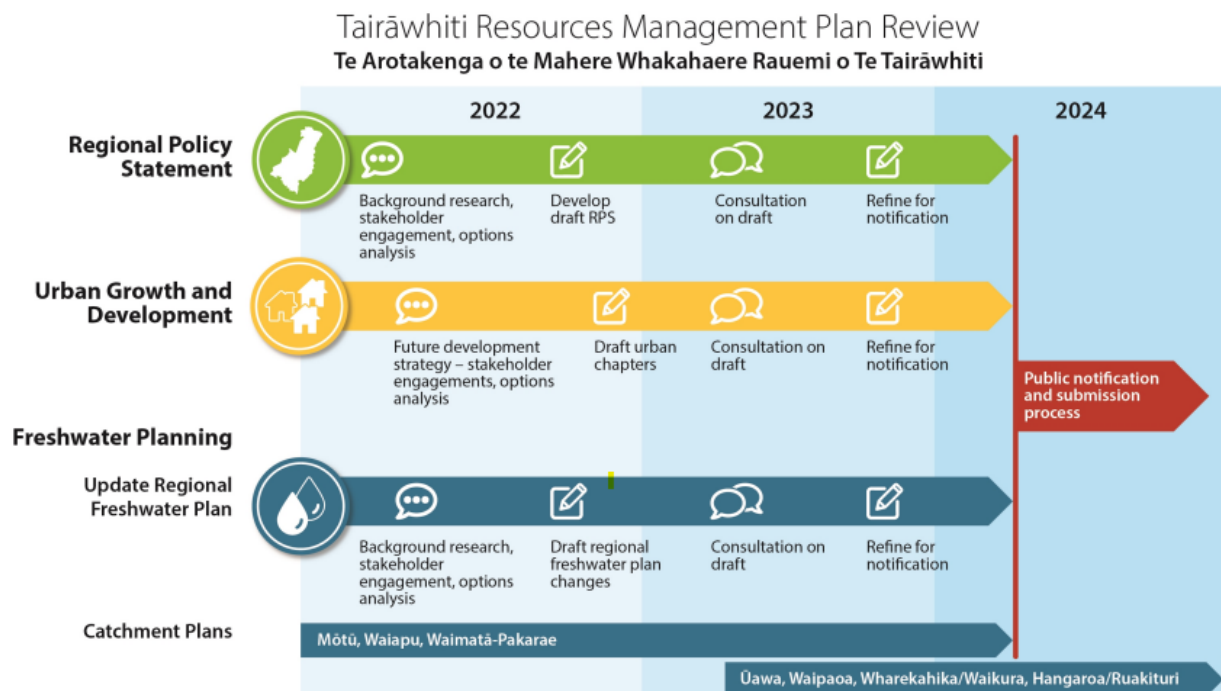 Tairāwhiti Resources Management Plan Review
Te Arotakenga o te Mahere Whakahaere Rauemi o Te Tairāwhiti
2022
2023
2024
Regional Policy
Statement
Background research,
stakeholder
engagement, options
analysis
Develop
draft RPS
Consultation
on draft
Refine for
notification
Urban Growth and
Development
Future development
strategy – stakeholder
engagements, options
analysis
Draft urban
chapters
Consultation on
draft
Refine for
notification
Public notification
and submission
process
Freshwater Planning
Update Regional
Freshwater Plan
Background research,
stakeholder
engagement, options
analysis
Draft regional
freshwater plan
changes
Consultation on
draft
Refine for
notification
Catchment Plans
Mōtū, Waiapu, Waimatā-Pakarae
Ūawa, Waipaoa, Wharekahika/Waikura, Hangaroa/Ruakituri